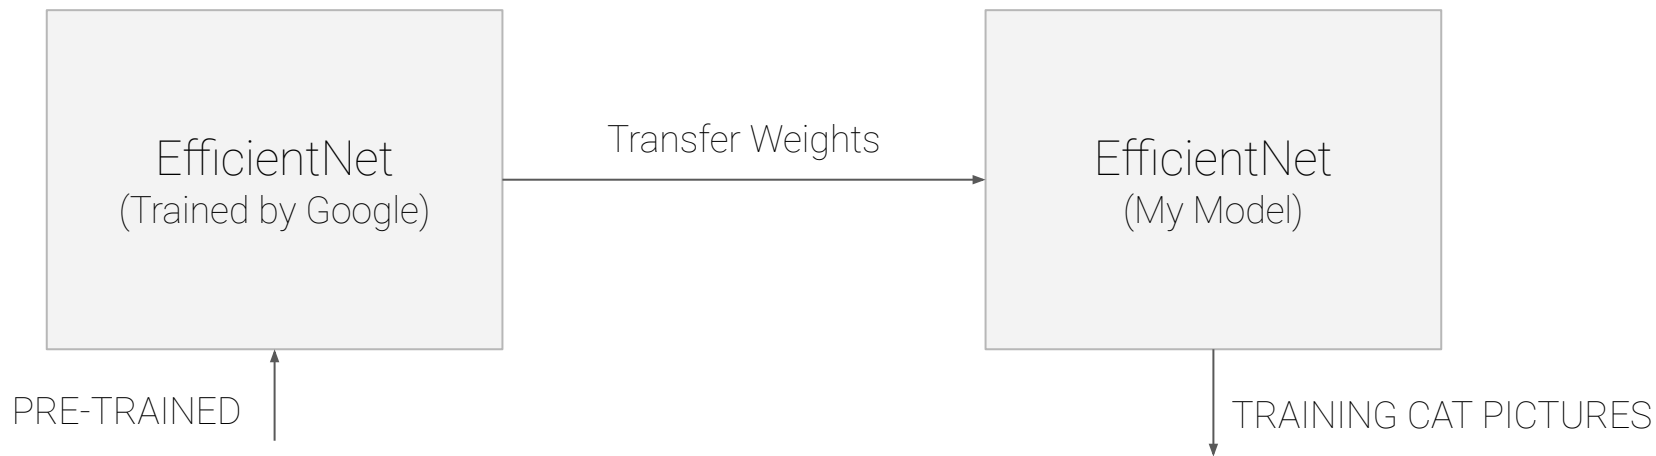 EfficientNet
(Trained by Google)
Transfer Weights
EfficientNet
(My Model)
PRE-TRAINED
TRAINING CAT PICTURES